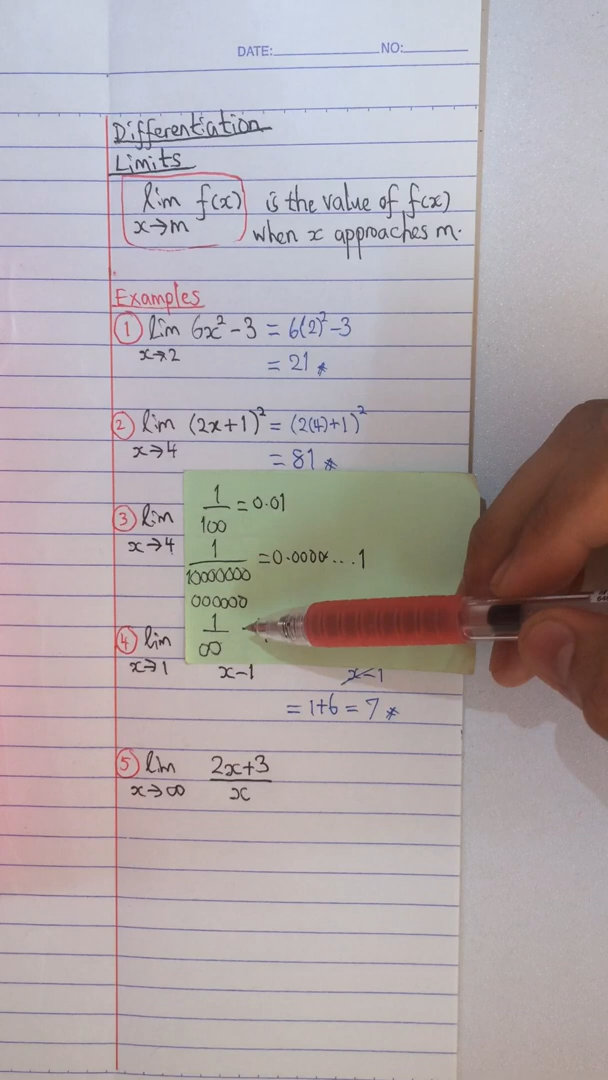 DATE: NO:
Differentiation
Limits
lim f(x) is the value of f(x)
x→m when x approaches m.
Examples
① lim 6x²-3 = 6(2)²-3
x→2 = 21 *
② lim (2x+1)² = (2(4)+1)²
x→4 = 81 *
③ lim
x→4
1/100 = 0.01
1/10000000000000 = 0.0000...1
1/∞
④ lim
x→1 x-1 x-1
= 1+6 = 7 *
⑤ lim 2x+3
x→∞ x